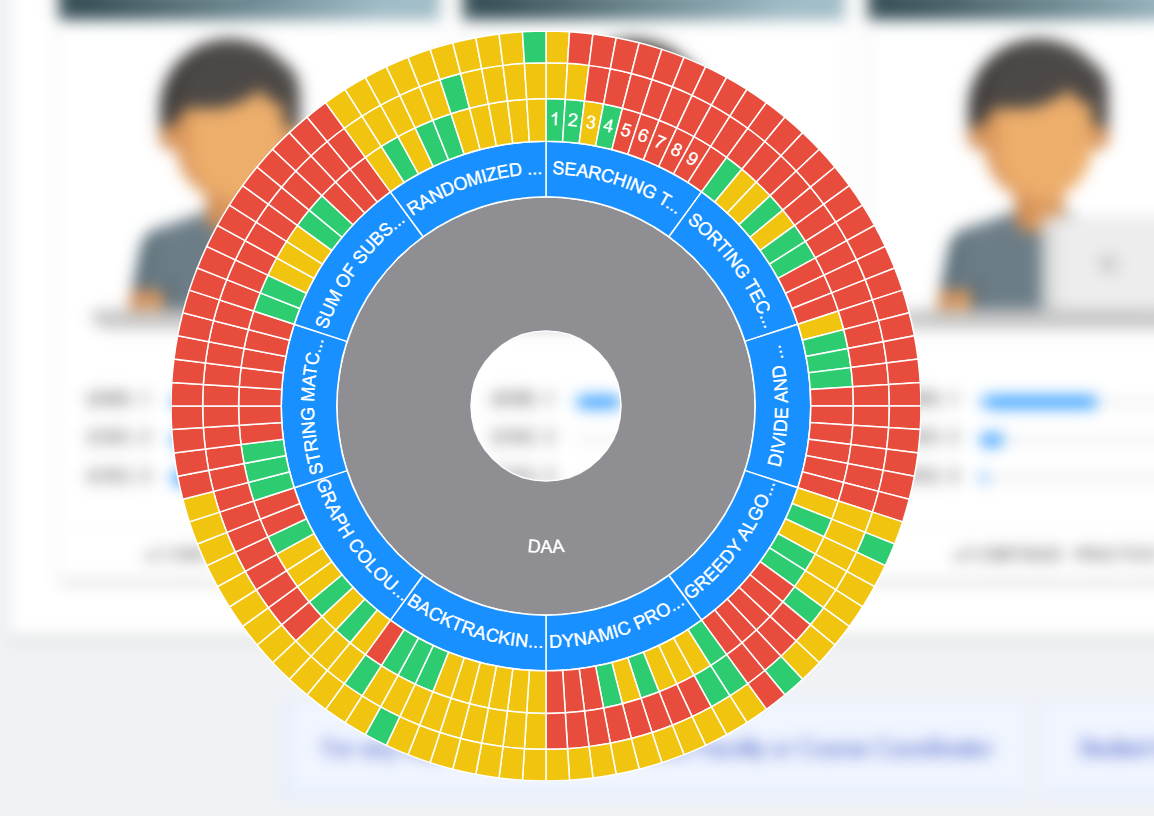 SEARCHING T...
SORTING TEC...
DIVIDE AND ...
GREEDY ALGO...
DYNAMIC PRO...
BACKTRACKIN...
GRAPH COLOU...
STRING MATC...
SUM OF SUBS...
RANDOMIZED ...
1 2 3 4 5 6 7 8 9
DAA